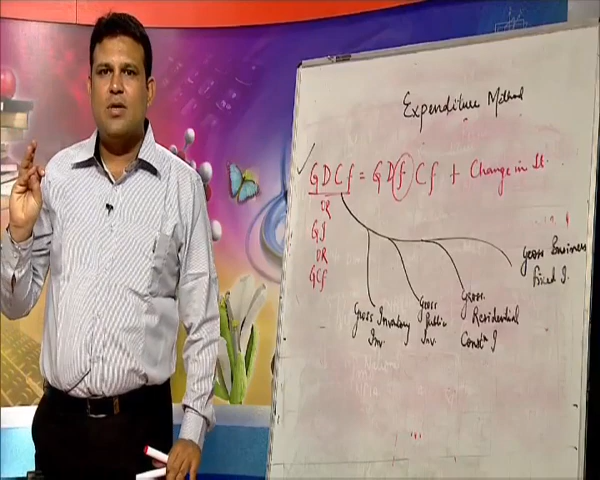 Expenditure Method
GDCf = GDfCf + Change in St.
OR
GI
OR
GCf
Gross Inventory
Inv.
Gross
Public
Inv.
Gross
Residential
Const^n I
Gross Business
Fixed I.